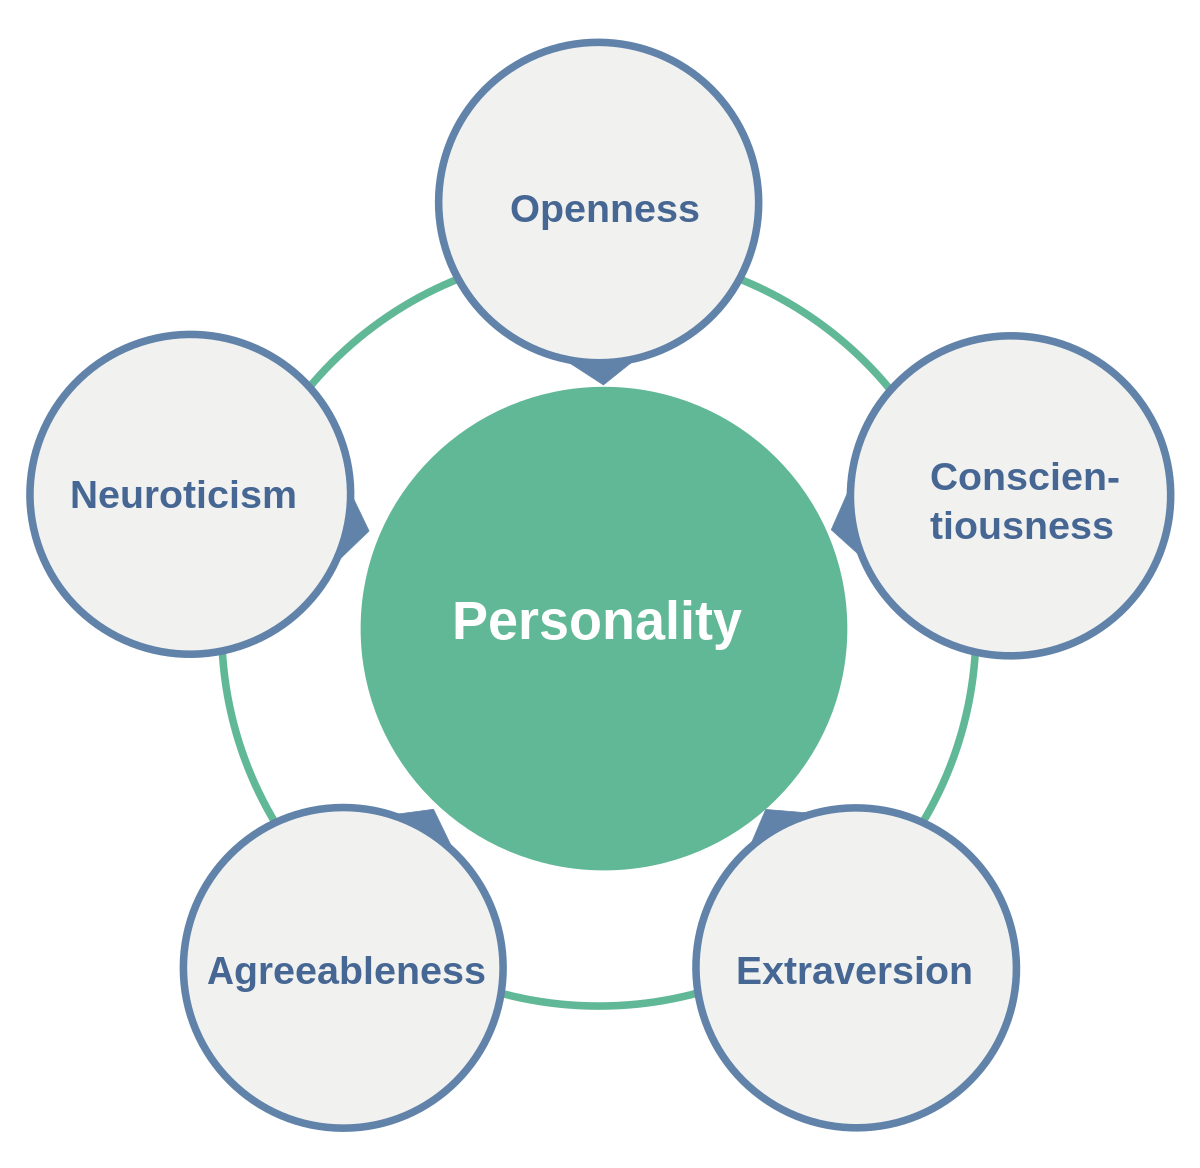 Openness
Neuroticism
Conscien-
tiousness
Personality
Agreeableness
Extraversion